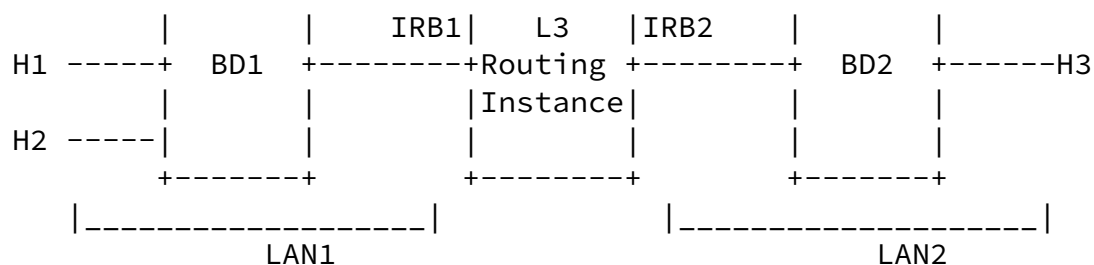 IRB1 L3 IRB2
H1 BD1 Routing BD2 H3
Instance
H2
LAN1 LAN2